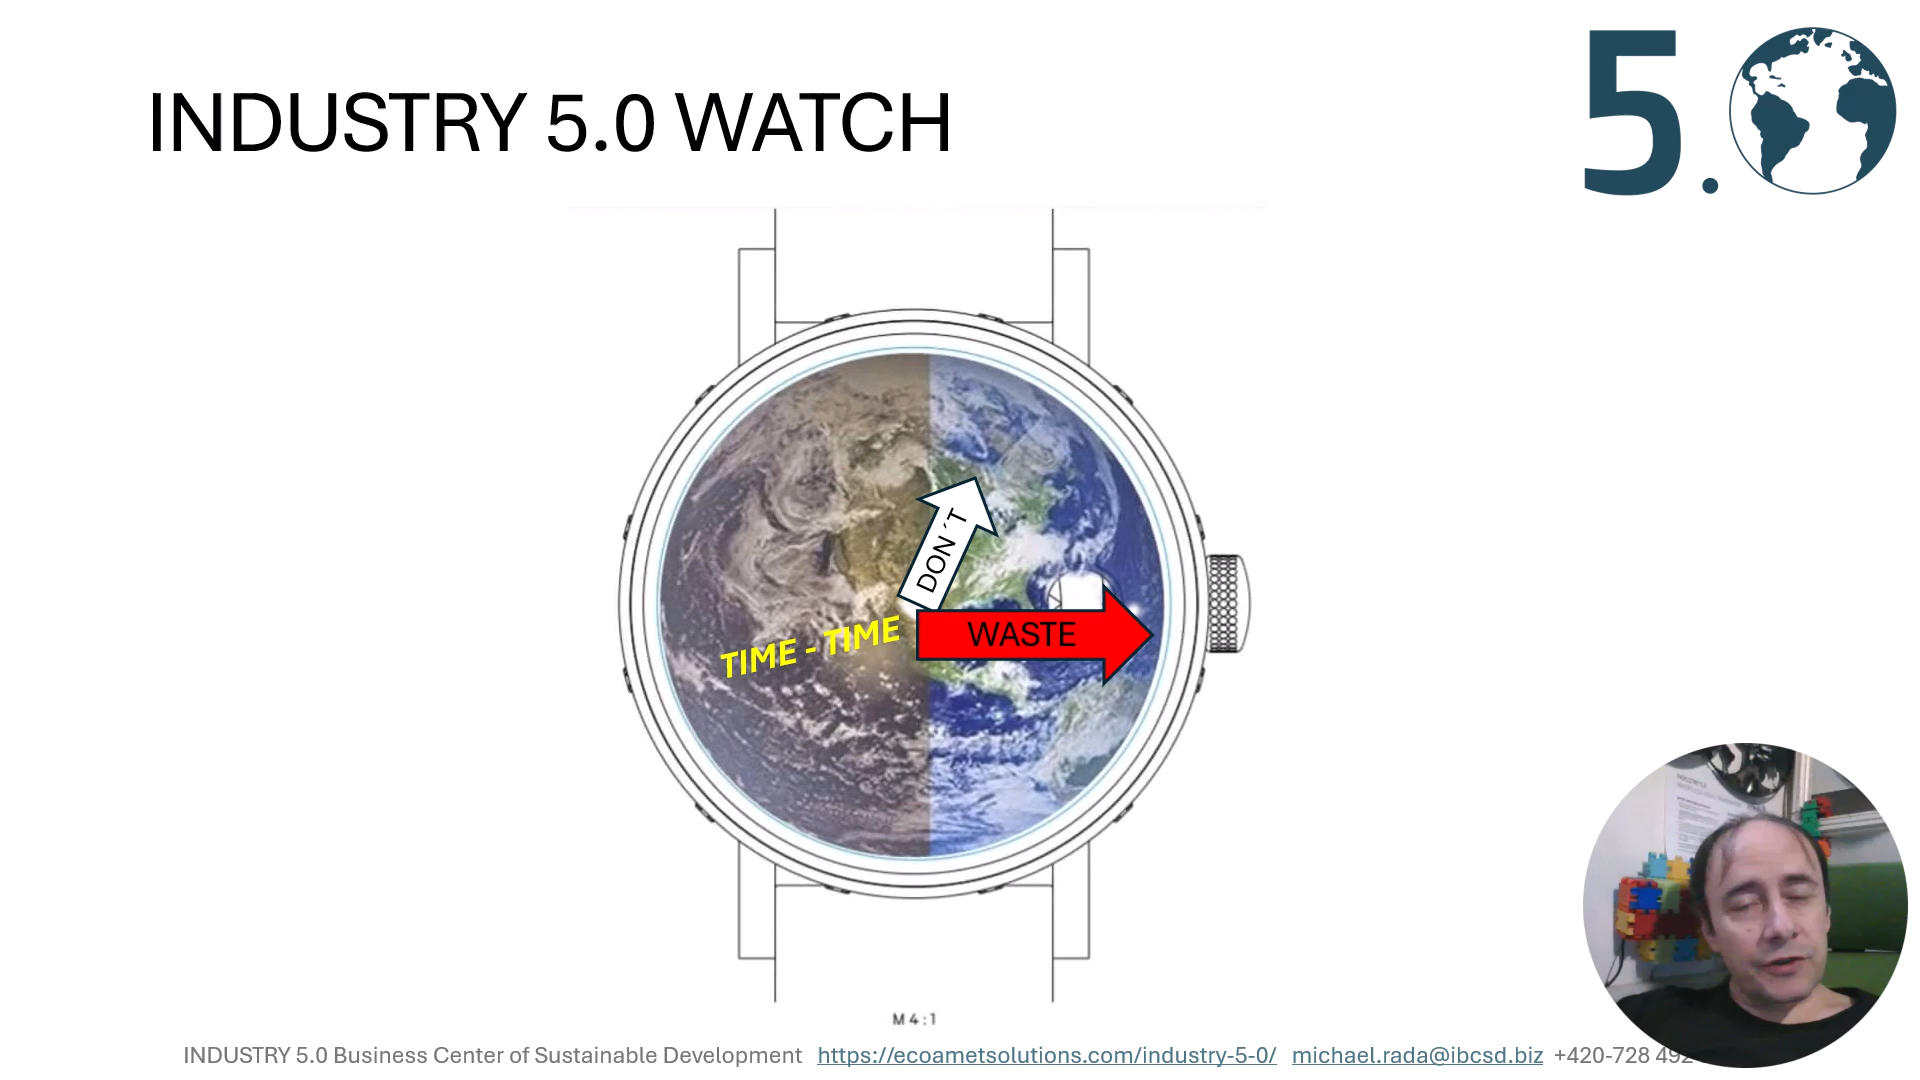 INDUSTRY 5.0 WATCH
5.
DON´T
WASTE
TIME - TIME
M 4 : 1
INDUSTRY 5.0 Business Center of Sustainable Development https://ecoametsolutions.com/industry-5-0/ michael.rada@ibcsd.biz +420-728 492